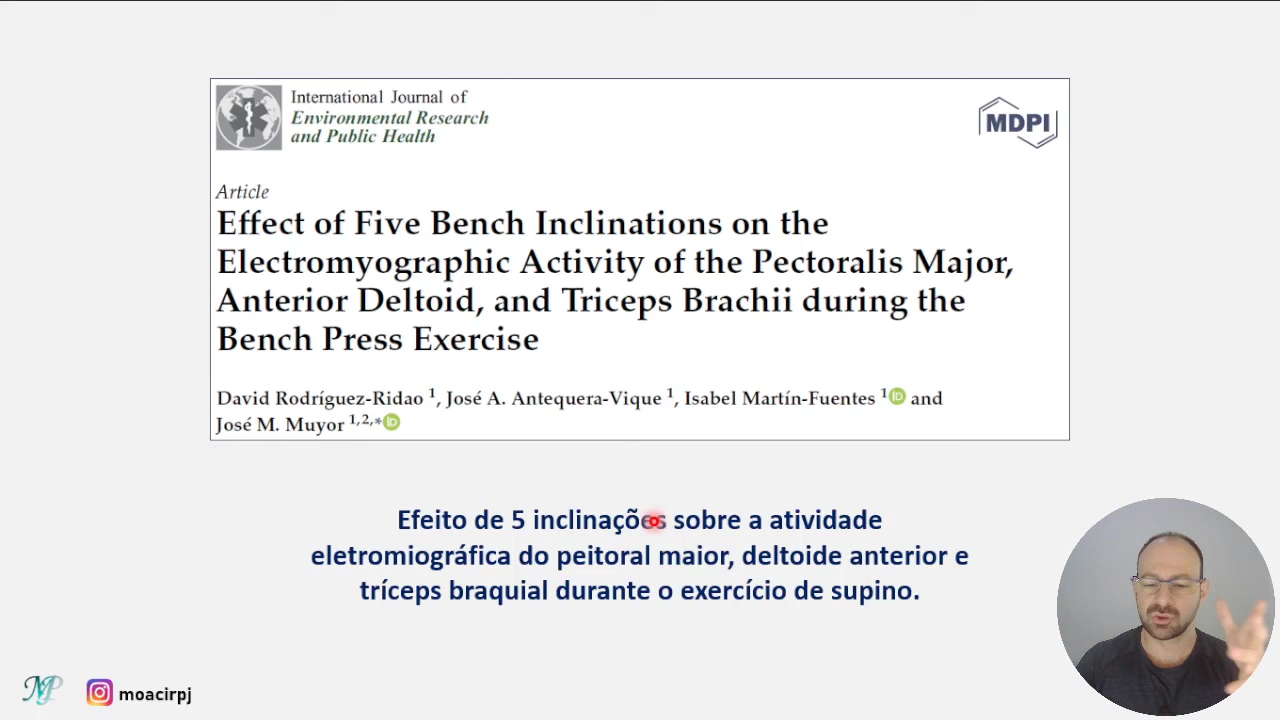 International Journal of
Environmental Research
and Public Health
MDPI
Article
Effect of Five Bench Inclinations on the
Electromyographic Activity of the Pectoralis Major,
Anterior Deltoid, and Triceps Brachii during the
Bench Press Exercise
David Rodríguez-Ridao 1, José A. Antequera-Vique 1, Isabel Martín-Fuentes 1 iD and
José M. Muyor 1,2,* iD
Efeito de 5 inclinações sobre a atividade
eletromiográfica do peitoral maior, deltoide anterior e
tríceps braquial durante o exercício de supino.
MP moacirpj